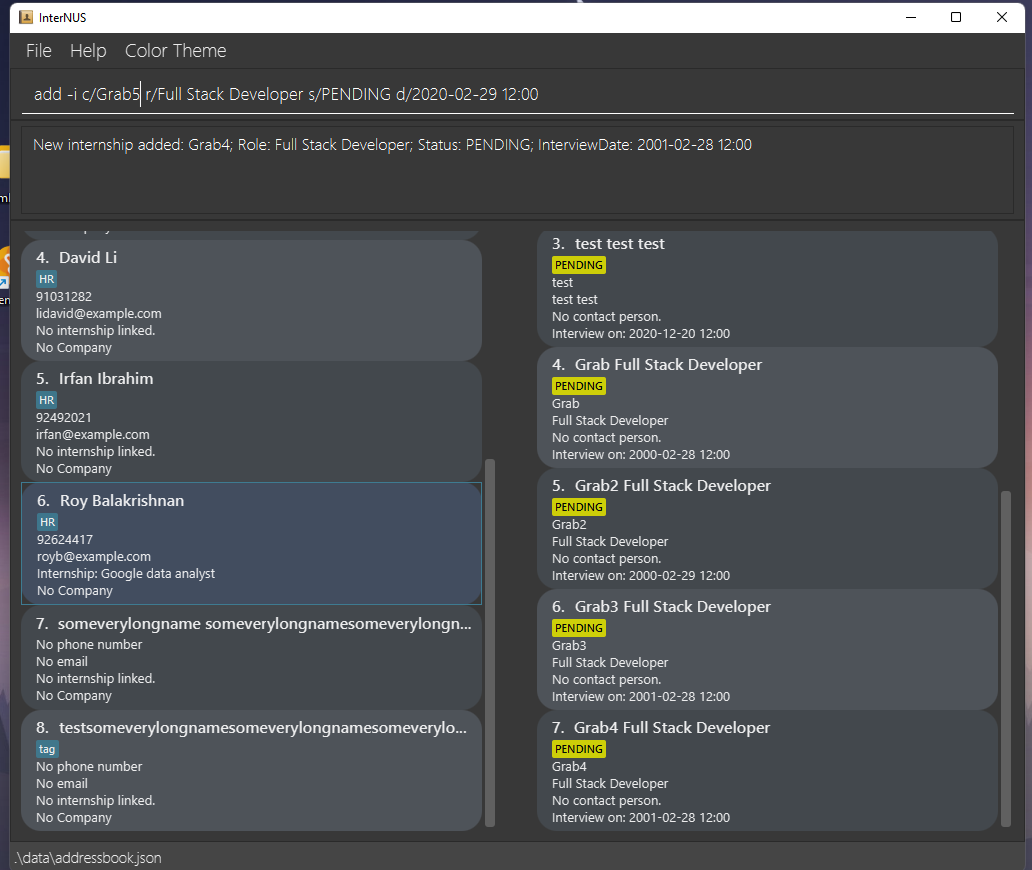 InterNUS
File Help Color Theme
add -i c/Grab5 r/Full Stack Developer s/PENDING d/2020-02-29 12:00
New internship added: Grab4; Role: Full Stack Developer; Status: PENDING; InterviewDate: 2001-02-28 12:00
4. David Li
HR
91031282
lidavid@example.com
No internship linked.
No Company
5. Irfan Ibrahim
HR
92492021
irfan@example.com
No internship linked.
No Company
6. Roy Balakrishnan
HR
92624417
royb@example.com
Internship: Google data analyst
No Company
7. someverylongname someverylongnamesomeverylongn...
No phone number
No email
No internship linked.
No Company
8. testsomeverylongnamesomeverylongnamesomeverylo...
tag
No phone number
No email
No internship linked.
No Company
3. test test test
PENDING
test
test test
No contact person.
Interview on: 2020-12-20 12:00
4. Grab Full Stack Developer
PENDING
Grab
Full Stack Developer
No contact person.
Interview on: 2000-02-28 12:00
5. Grab2 Full Stack Developer
PENDING
Grab2
Full Stack Developer
No contact person.
Interview on: 2000-02-29 12:00
6. Grab3 Full Stack Developer
PENDING
Grab3
Full Stack Developer
No contact person.
Interview on: 2001-02-28 12:00
7. Grab4 Full Stack Developer
PENDING
Grab4
Full Stack Developer
No contact person.
Interview on: 2001-02-28 12:00
.\data\addressbook.json